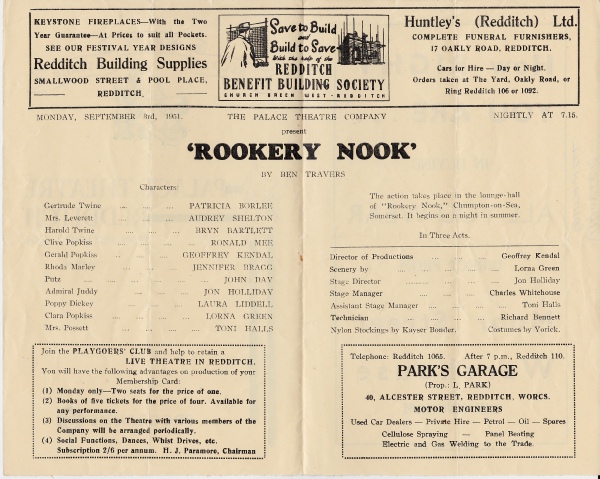 KEYSTONE FIREPLACES—With the Two
Year Guarantee—At Prices to suit all Pockets.
SEE OUR FESTIVAL YEAR DESIGNS
Redditch Building Supplies
SMALLWOOD STREET & POOL PLACE,
REDDITCH.
Save to Build
and
Build to Save
With the help of the
REDDITCH
BENEFIT BUILDING SOCIETY
CHURCH GREEN WEST - REDDITCH
Huntley's (Redditch) Ltd.
COMPLETE FUNERAL FURNISHERS,
17 OAKLY ROAD, REDDITCH.
Cars for Hire — Day or Night.
Orders taken at The Yard, Oakly Road, or
Ring Redditch 106 or 1092.
MONDAY, SEPTEMBER 3rd, 1951. THE PALACE THEATRE COMPANY NIGHTLY AT 7.15.
present
'ROOKERY NOOK'
BY BEN TRAVERS
Characters:
Gertrude Twine .... .... .... PATRICIA BORLEE
Mrs. Leverett .... .... .... AUDREY SHELTON
Harold Twine .... .... .... BRYN BARTLETT
Clive Popkiss .... .... .... RONALD MEE
Gerald Popkiss .... .... GEOFFREY KENDAL
Rhoda Marley .... .... JENNIFER BRAGG
Putz .... .... .... JOHN DAY
Admiral Juddy .... .... JON HOLLIDAY
Poppy Dickey .... .... LAURA LIDDELL
Clara Popkiss .... .... LORNA GREEN
Mrs. Possett .... .... .... TONI HALLS
The action takes place in the lounge-hall
of "Rookery Nook," Chumpton-on-Sea,
Somerset. It begins on a night in summer.
In Three Acts.
Director of Productions .... .... Geoffrey Kendal
Scenery by .... .... .... .... Lorna Green
Stage Director .... .... .... Jon Holliday
Stage Manager .... .... .... Charles Whitehouse
Assistant Stage Manager .... .... Toni Halls
Technician .... .... .... Richard Bennett
Nylon Stockings by Kayser Bondor. Costumes by Yorick.
Join the PLAYGOERS' CLUB and help to retain a
LIVE THEATRE IN REDDITCH.
You will have the following advantages on production of your
Membership Card:
(1) Monday only—Two seats for the price of one.
(2) Books of five tickets for the price of four. Available for
any performance.
(3) Discussions on the Theatre with various members of the
Company will be arranged periodically.
(4) Social Functions, Dances, Whist Drives, etc.
Subscription 2/6 per annum. H. J. Paramore, Chairman
Telephone: Redditch 1065. After 7 p.m., Redditch 110.
PARK'S GARAGE
(Prop.: L. PARK)
40, ALCESTER STREET, REDDITCH, WORCS.
MOTOR ENGINEERS
Used Car Dealers — Private Hire — Petrol — Oil — Spares
Cellulose Spraying — Panel Beating
Electric and Gas Welding to the Trade.